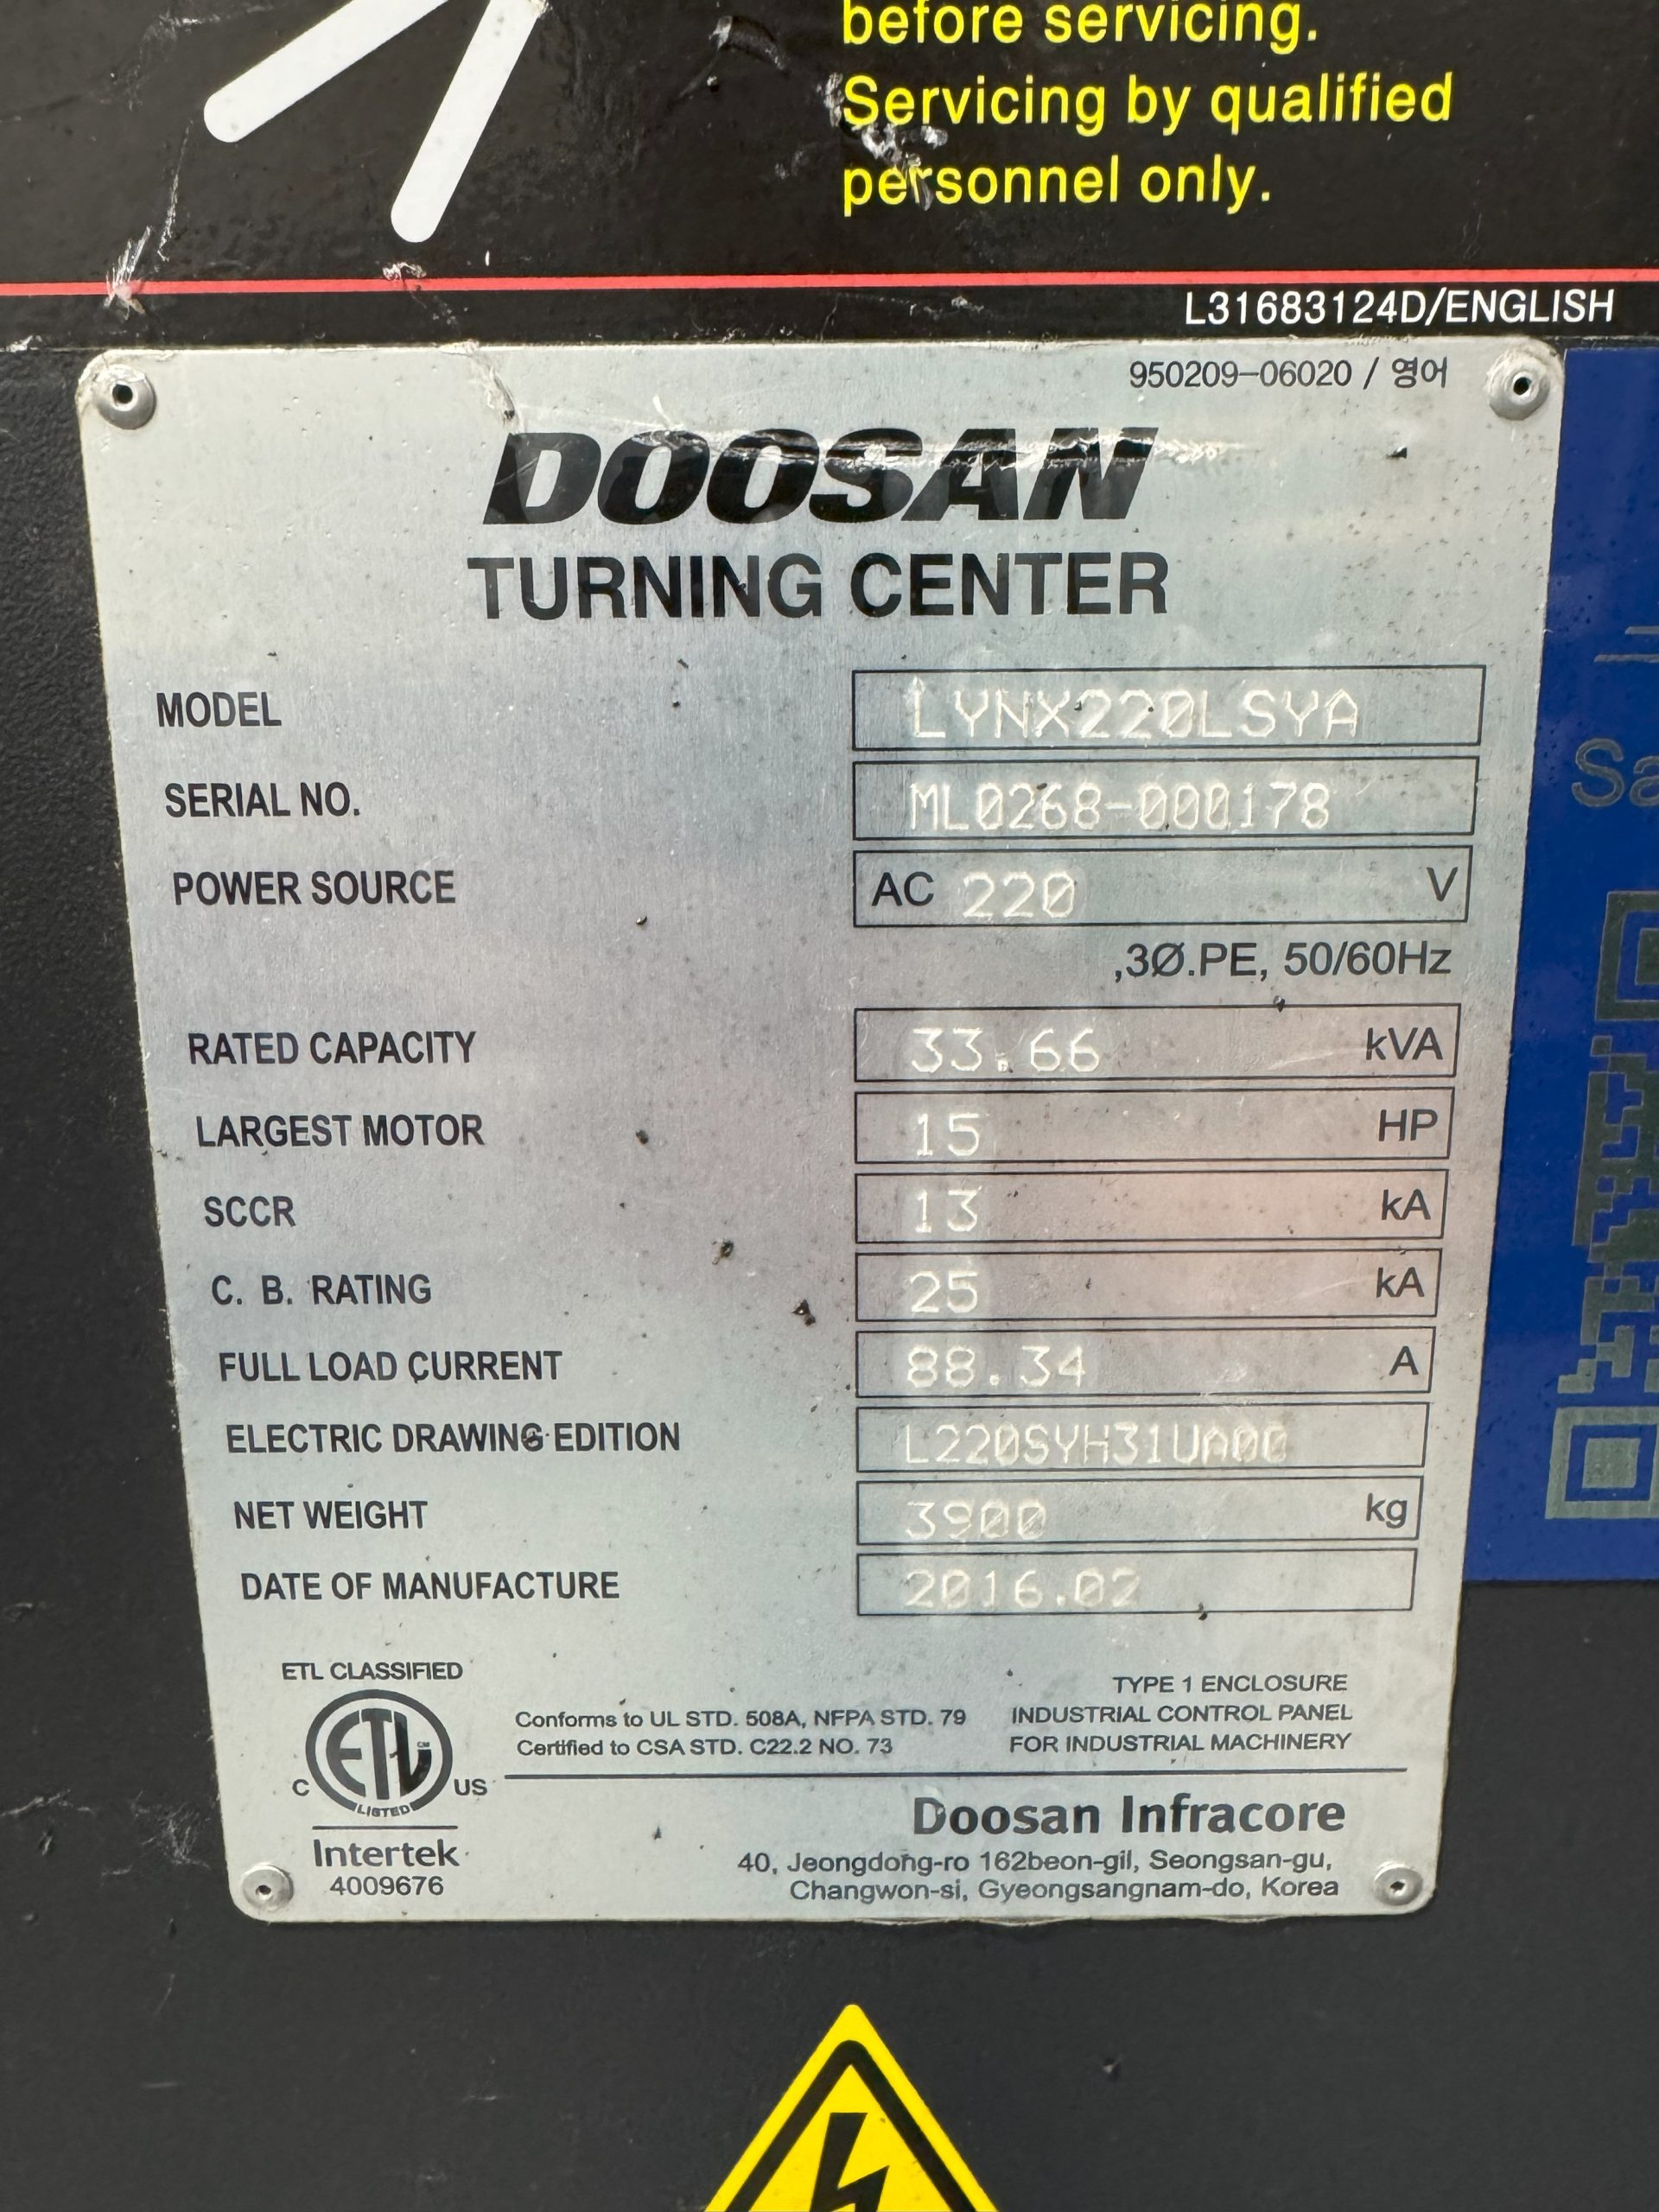 before servicing.
Servicing by qualified
personnel only.
L31683124D/ENGLISH
950209-06020 / 영어
DOOSAN
TURNING CENTER
MODEL LYNX220LSYA
SERIAL NO. ML0268-000178
POWER SOURCE AC 220 V
,3Ø.PE, 50/60Hz
RATED CAPACITY 33.66 kVA
LARGEST MOTOR 15 HP
SCCR 13 kA
C. B. RATING 25 kA
FULL LOAD CURRENT 88.34 A
ELECTRIC DRAWING EDITION L220SYH31UA00
NET WEIGHT 3900 kg
DATE OF MANUFACTURE 2016.02
ETL CLASSIFIED
ETL CM
C LISTED US
Intertek
4009676
Conforms to UL STD. 508A, NFPA STD. 79
Certified to CSA STD. C22.2 NO. 73
TYPE 1 ENCLOSURE
INDUSTRIAL CONTROL PANEL
FOR INDUSTRIAL MACHINERY
Doosan Infracore
40, Jeongdong-ro 162beon-gil, Seongsan-gu,
Changwon-si, Gyeongsangnam-do, Korea